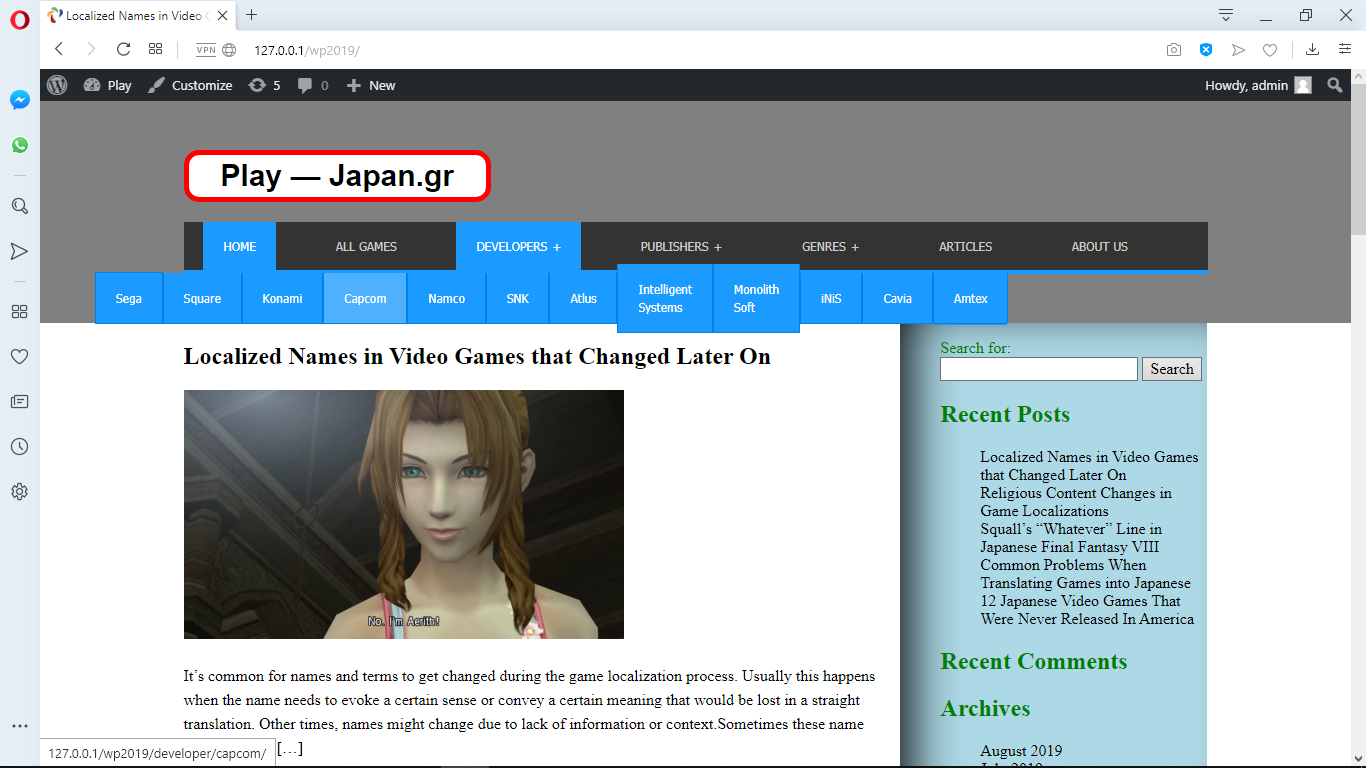 Localized Names in Video G
VPN
127.0.0.1/wp2019/
Play
Customize
5
0
New
Howdy, admin
Play — Japan.gr
HOME
ALL GAMES
DEVELOPERS +
PUBLISHERS +
GENRES +
ARTICLES
ABOUT US
Sega
Square
Konami
Capcom
Namco
SNK
Atlus
Intelligent
Systems
Monolith
Soft
iNiS
Cavia
Amtex
Localized Names in Video Games that Changed Later On
No. I'm Aerith!
It’s common for names and terms to get changed during the game localization process. Usually this happens
when the name needs to evoke a certain sense or convey a certain meaning that would be lost in a straight
translation. Other times, names might change due to lack of information or context.Sometimes these name
[…]
Search for:
Search
Recent Posts
Localized Names in Video Games
that Changed Later On
Religious Content Changes in
Game Localizations
Squall’s “Whatever” Line in
Japanese Final Fantasy VIII
Common Problems When
Translating Games into Japanese
12 Japanese Video Games That
Were Never Released In America
Recent Comments
Archives
August 2019
July 2019
127.0.0.1/wp2019/developer/capcom/